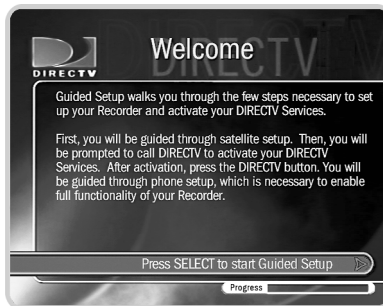 Welcome
DIRECTV
DIRECTV
Guided Setup walks you through the few steps necessary to set
up your Recorder and activate your DIRECTV Services.
First, you will be guided through satellite setup. Then, you will
be prompted to call DIRECTV to activate your DIRECTV
Services. After activation, press the DIRECTV button. You will
be guided through phone setup, which is necessary to enable
full functionality of your Recorder.
Press SELECT to start Guided Setup
Progress